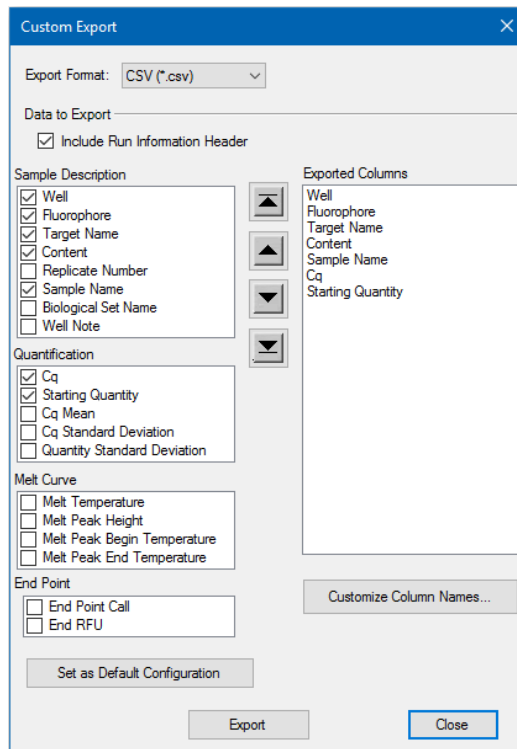 Custom Export
Export Format: CSV (*.csv)
Data to Export
Include Run Information Header
Sample Description
Well
Fluorophore
Target Name
Content
Replicate Number
Sample Name
Biological Set Name
Well Note
Quantification
Cq
Starting Quantity
Cq Mean
Cq Standard Deviation
Quantity Standard Deviation
Melt Curve
Melt Temperature
Melt Peak Height
Melt Peak Begin Temperature
Melt Peak End Temperature
End Point
End Point Call
End RFU
Exported Columns
Well
Fluorophore
Target Name
Content
Sample Name
Cq
Starting Quantity
Customize Column Names...
Set as Default Configuration
Export
Close